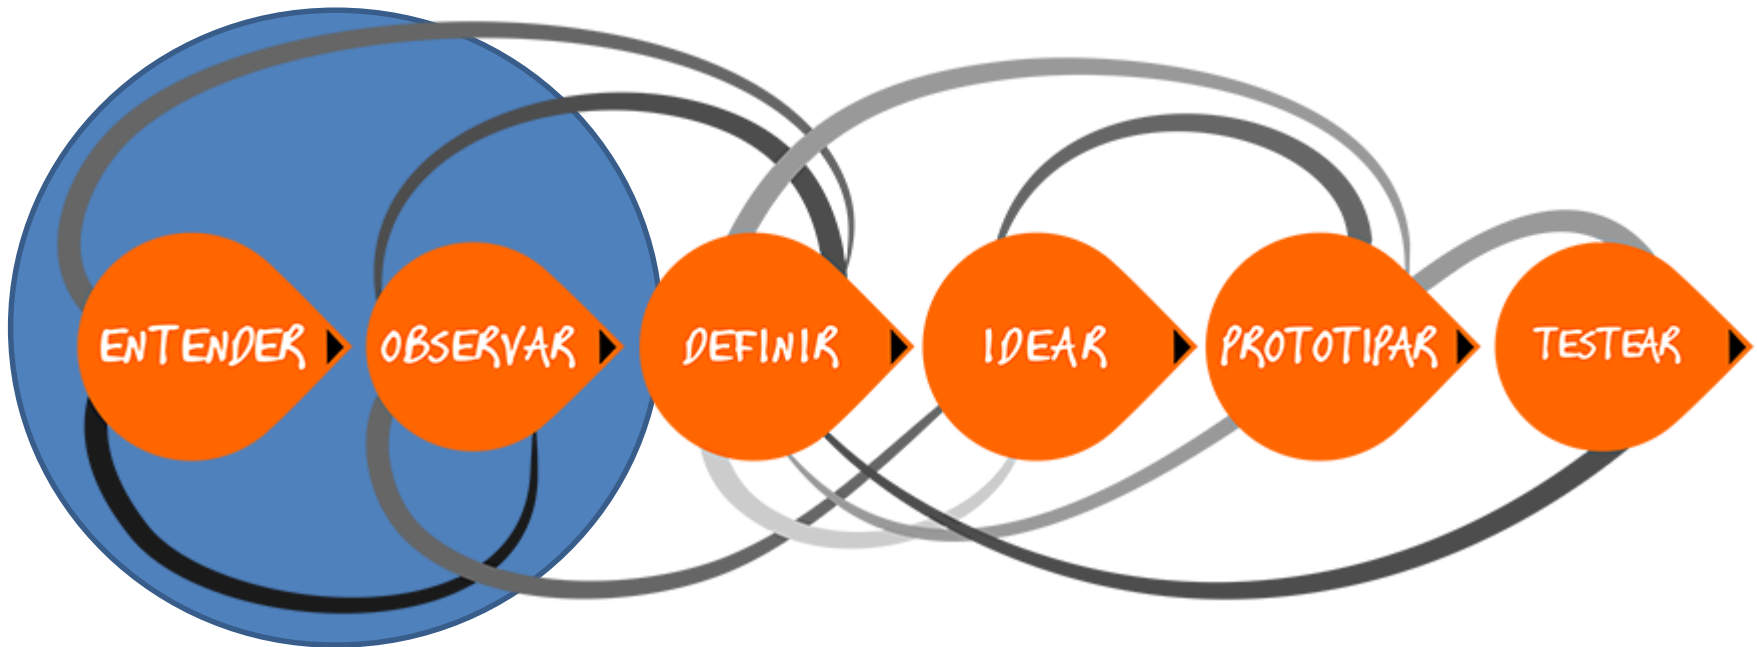 ENTENDER
OBSERVAR
DEFINIR
IDEAR
PROTOTIPAR
TESTEAR